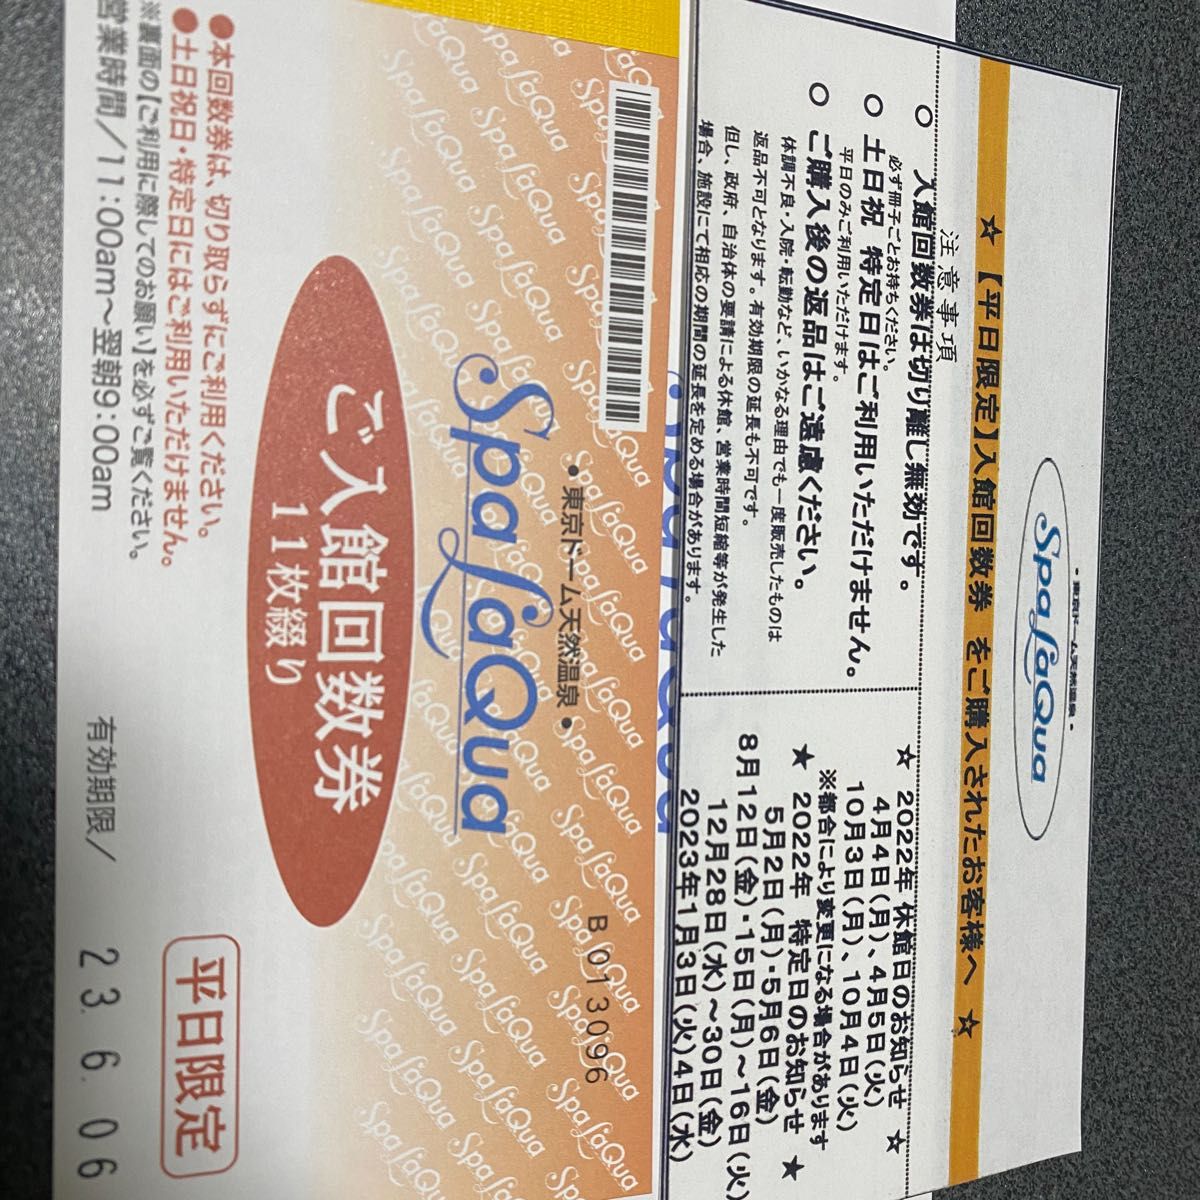 - 東京ドーム天然温泉 -
Spa LaQua
☆ 【平日限定】入館回数券 をご購入されたお客様へ ☆
注意事項
○ 入館回数券は切り離し無効です。
必ず冊子ごとお持ちください。
○ 土日祝 特定日はご利用いただけません。
平日のみご利用いただけます。
○ ご購入後の返品はご遠慮ください。
体調不良・入院・転勤など、いかなる理由でも一度販売したものは
返品不可となります。有効期限の延長も不可です。
但し、政府、自治体の要請による休館、営業時間短縮等が発生した
場合、施設にて相応の期間の延長を定める場合があります。
☆ 2022年 休館日のお知らせ ★
4月4日(月)、4月5日(火)
10月3日(月)、10月4日(火)
※都合により変更になる場合があります
★ 2022年 特定日のお知らせ ★
5月2日(月)・5月6日(金)
8月12日(金)・15日(月)~16日(火)
12月28日(水)~30日(金)
2023年1月3日(火)4日(水)
B 013096
• 東京ドーム天然温泉 •
Spa LaQua
ご入館回数券
11枚綴り
平日限定
●本回数券は、切り取らずにご利用ください。
●土日祝日・特定日にはご利用いただけません。
※裏面の【ご利用に際してのお願い】を必ずご覧ください。
営業時間/11:00am~翌朝9:00am
有効期限/ 23. 6. 06